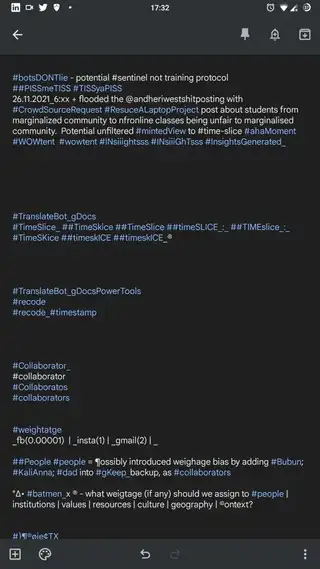 17:32
#botsDONTlie - potential #sentinel not training protocol
##PISSmeTISS #TISSyaPISS
26.11.2021_6:xx + flooded the @andheriwestshitposting with
#CrowdSourceRequest #ResuceALaptopProject post about students from
marginalized community to nfronline classes being unfair to marginalised
community.  Potential unfiltered #mintedView to #time-slice #ahaMoment
#WOWtent  #wowtent #INsiiightsss #INsiiiGhTsss #InsightsGenerated_
#TranslateBot_gDocs
#TimeSlice_ ##TimeSkice ##TimeSlice ##timeSLICE_:_ ##TIMEslice_:_
#TimeSKice ##timeskICE ##timeskICE_®
#TranslateBot_gDocsPowerTools
#recode
#recode_#timestamp
#Collaborator_
#collaborator
#Collaboratos
#collaborators
#weightatge
_fb(0.00001)  | _insta(1) | _gmail(2) | _
##People #people = ¶ossibly introduced weighage bias by adding #Bubun;
#KaliAnna; #dad into #gKeep_backup, as #collaborators
"∆• #batmen_x ® - what weigtage (if any) should we assign to #people |
institutions | values | resources | culture | geography | ®ontext?